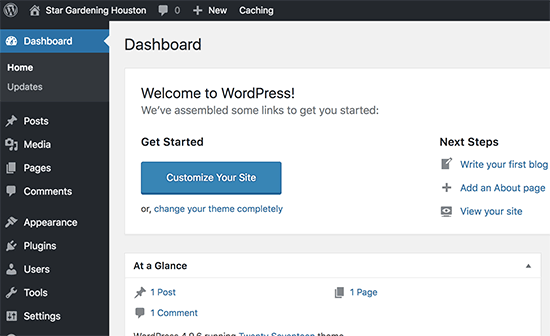 Star Gardening Houston 0 + New Caching
Dashboard
Home
Updates
Posts
Media
Pages
Comments
Appearance
Plugins
Users
Tools
Settings
Dashboard
Welcome to WordPress!
We've assembled some links to get you started:
Get Started
Customize Your Site
or, change your theme completely
Next Steps
Write your first blog
Add an About page
View your site
At a Glance
1 Post
1 Page
1 Comment
WordPress 4.9.6 running Twenty Seventeen theme